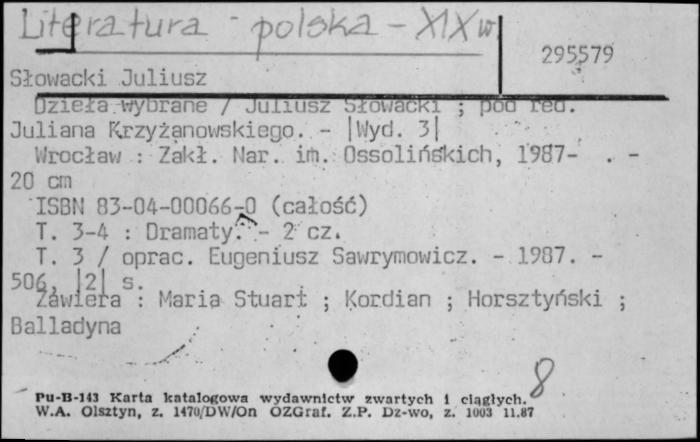 Literatura - polska - XIX w.
295579
Słowacki Juliusz
Dzieła wybrane / Juliusz Słowacki ; pod red.
Juliana Krzyżanowskiego. - |Wyd. 3|
Wrocław : Zakł. Nar. im. Ossolińskich, 1987- . -
20 cm
ISBN 83-04-00066-0 (całość)
T. 3-4 : Dramaty. - 2 cz.
T. 3 / oprac. Eugeniusz Sawrymowicz. - 1987. -
506, |2| s.
Zawiera : Maria Stuart ; Kordian ; Horsztyński ;
Balladyna
8
Pu-B-143 Karta katalogowa wydawnictw zwartych i ciągłych.
W.A. Olsztyn, z. 1470/DW/On OZGraf. Z.P. Dz-wo, z. 1003 11.87